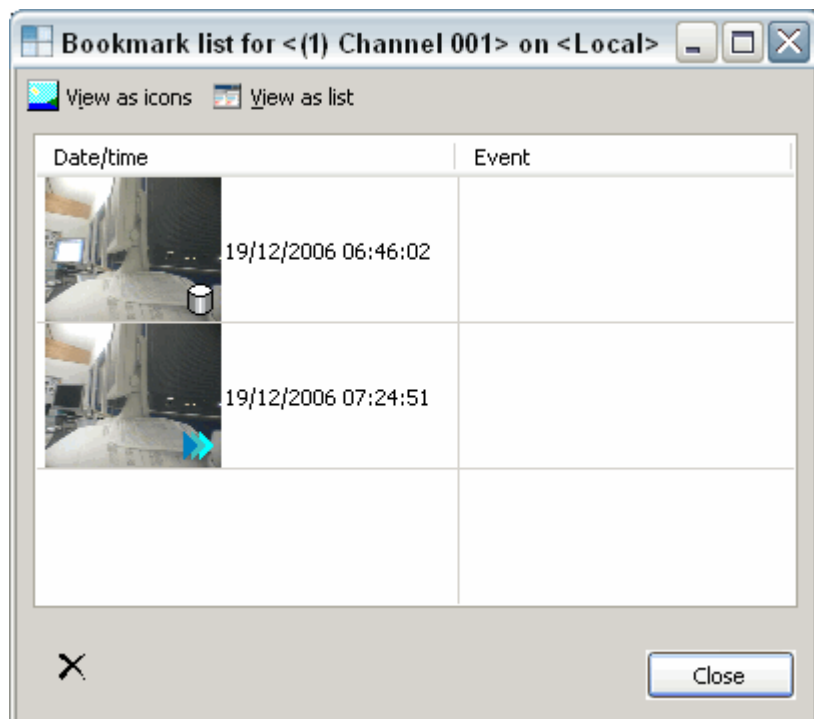 Bookmark list for <(1) Channel 001> on <Local>
View as icons View as list
Date/time Event
19/12/2006 06:46:02
19/12/2006 07:24:51
Close